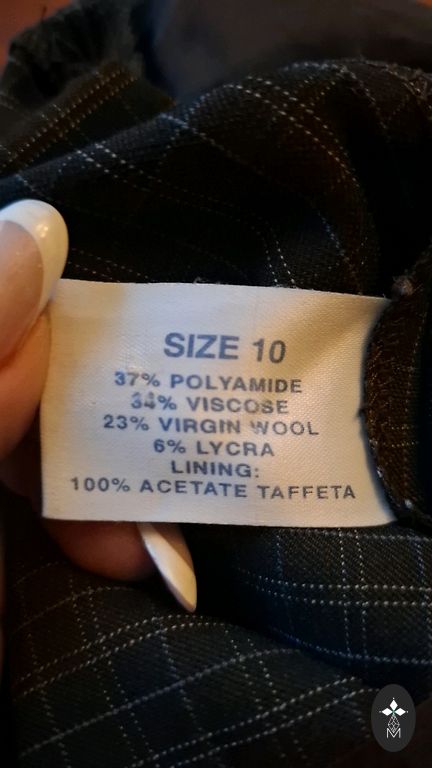 SIZE 10
37% POLYAMIDE
34% VISCOSE
23% VIRGIN WOOL
6% LYCRA
LINING:
100% ACETATE TAFFETA
M